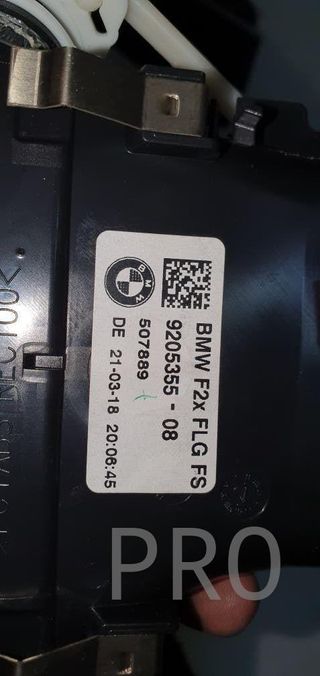 BMW F2x FLG FS
9205355 - 08
507889
DE 21-03-18 20:06:45
BMW
PRO